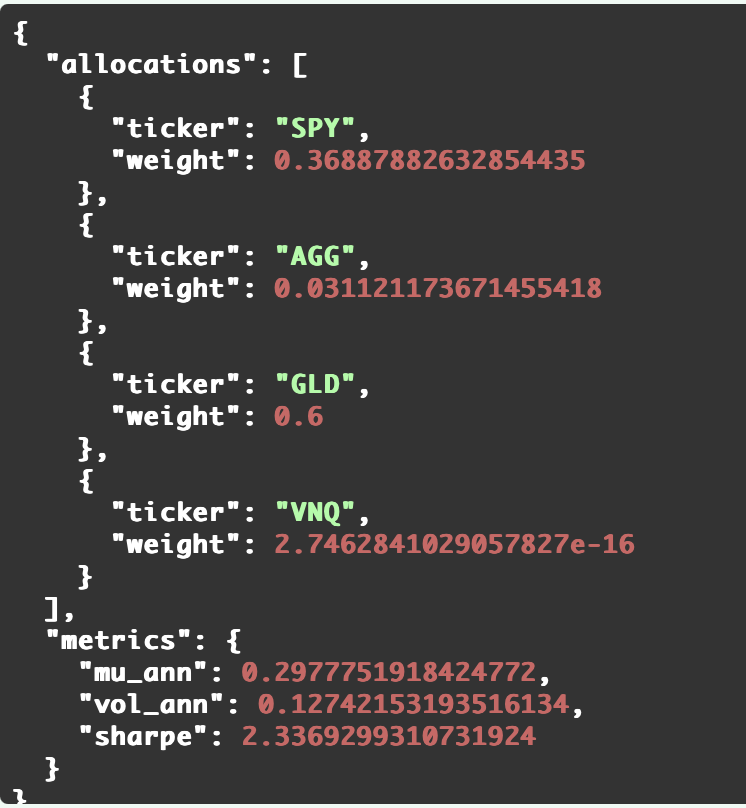 {
"allocations": [
{
"ticker": "SPY",
"weight": 0.36887882632854435
},
{
"ticker": "AGG",
"weight": 0.031121173671455418
},
{
"ticker": "GLD",
"weight": 0.6
},
{
"ticker": "VNQ",
"weight": 2.7462841029057827e-16
}
],
"metrics": {
"mu_ann": 0.2977751918424772,
"vol_ann": 0.12742153193516134,
"sharpe": 2.3369299310731924
}
}